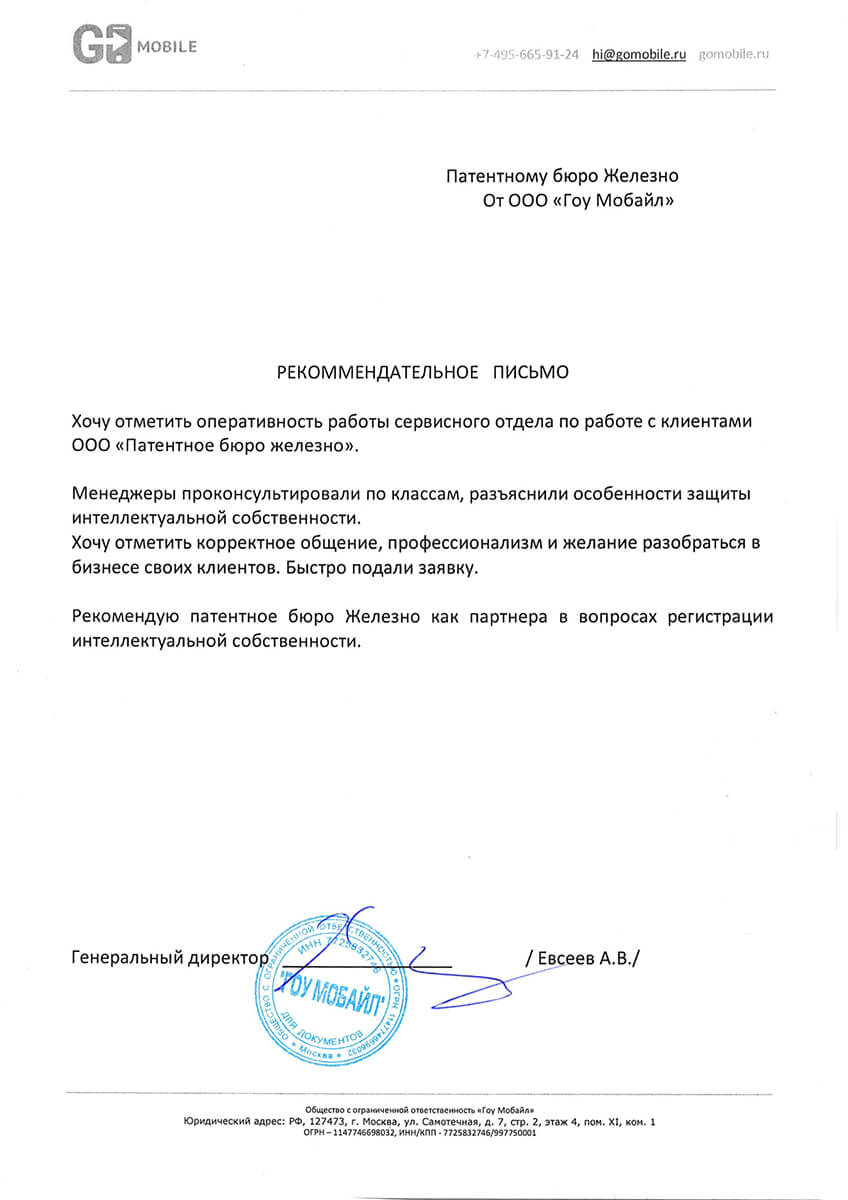 GO MOBILE
+7-495-665-91-24 hi@gomobile.ru gomobile.ru
Патентному бюро Железно
От ООО «Гоу Мобайл»
РЕКОММЕНДАТЕЛЬНОЕ ПИСЬМО
Хочу отметить оперативность работы сервисного отдела по работе с клиентами
ООО «Патентное бюро железно».
Менеджеры проконсультировали по классам, разъяснили особенности защиты
интеллектуальной собственности.
Хочу отметить корректное общение, профессионализм и желание разобраться в
бизнесе своих клиентов. Быстро подали заявку.
Рекомендую патентное бюро Железно как партнера в вопросах регистрации
интеллектуальной собственности.
Генеральный директор / Евсеев А.В./
ОБЩЕСТВО С ОГРАНИЧЕННОЙ ОТВЕТСТВЕННОСТЬЮ * ОГРН 1147746698032
* Москва *
ИНН 7725832746
"ГОУ МОБАЙЛ"
ДЛЯ ДОКУМЕНТОВ
Общество с ограниченной ответственностью «Гоу Мобайл»
Юридический адрес: РФ, 127473, г. Москва, ул. Самотечная, д. 7, стр. 2, этаж 4, пом. XI, ком. 1
ОГРН – 1147746698032, ИНН/КПП - 7725832746/997750001